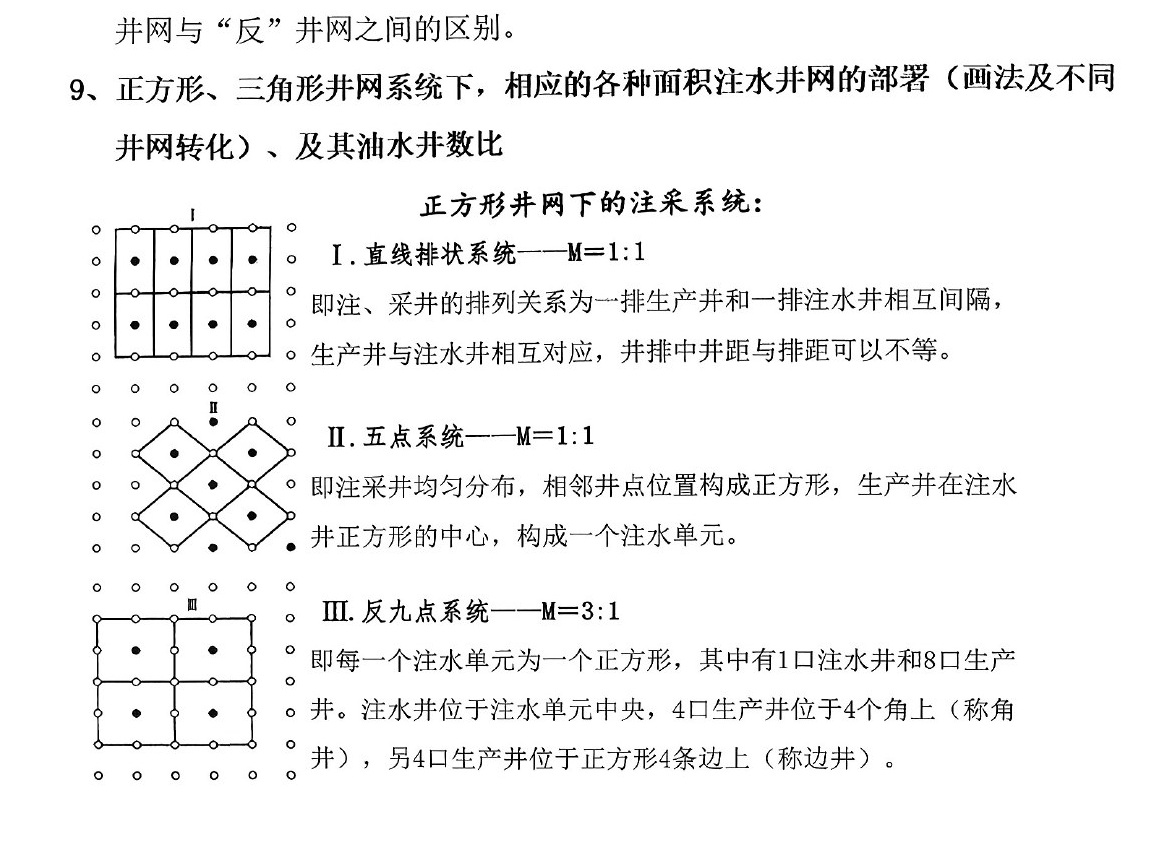 井网与“反”井网之间的区别。
9、正方形、三角形井网系统下，相应的各种面积注水井网的部署（画法及不同
井网转化）、及其油水井数比
正方形井网下的注采系统：
Ⅰ
Ⅰ.直线排状系统——M＝1:1
即注、采井的排列关系为一排生产井和一排注水井相互间隔，
生产井与注水井相互对应，井排中井距与排距可以不等。
Ⅱ
Ⅱ.五点系统——M＝1:1
即注采井均匀分布，相邻井点位置构成正方形，生产井在注水
井正方形的中心，构成一个注水单元。
Ⅲ
Ⅲ.反九点系统——M＝3:1
即每一个注水单元为一个正方形，其中有1口注水井和8口生产
井。注水井位于注水单元中央，4口生产井位于4个角上（称角
井），另4口生产井位于正方形4条边上（称边井）。